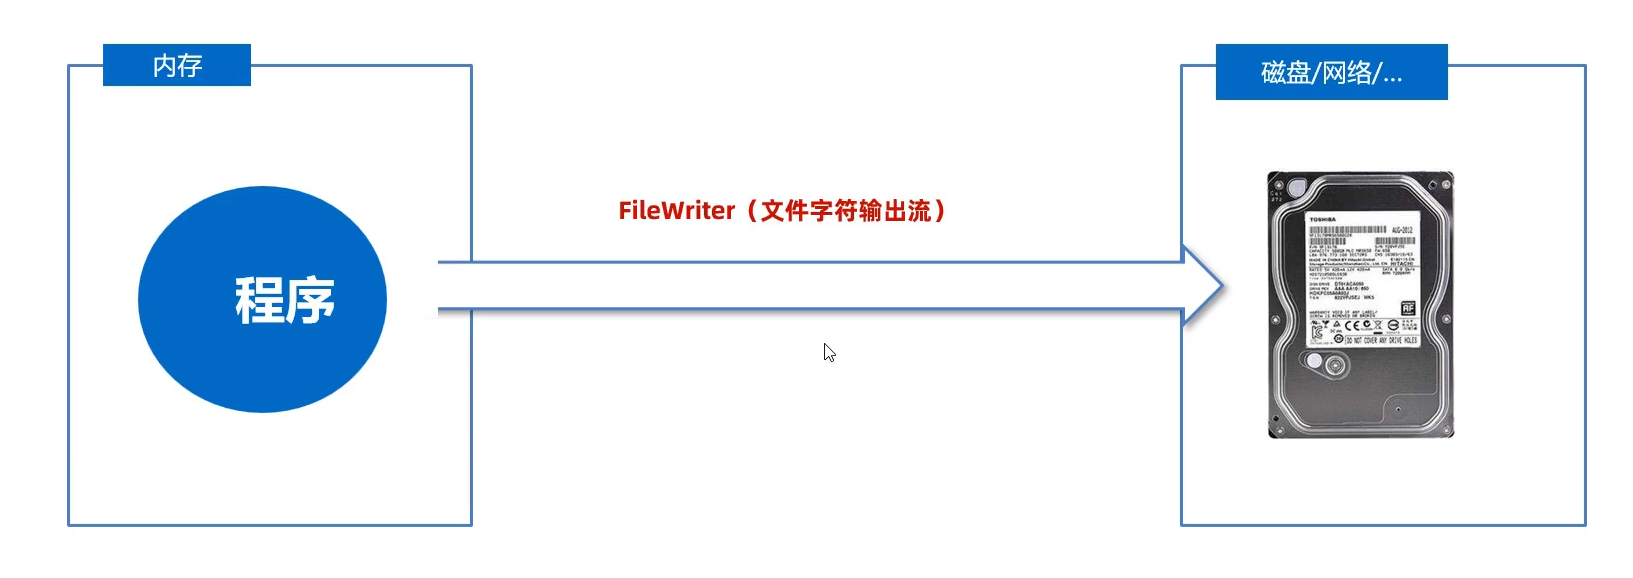 内存
磁盘/网络/...
FileWriter（文件字符输出流）
程序
TOSHIBA
AUG-2012
HITACHI
DO NOT COVER ANY DRIVE HOLES